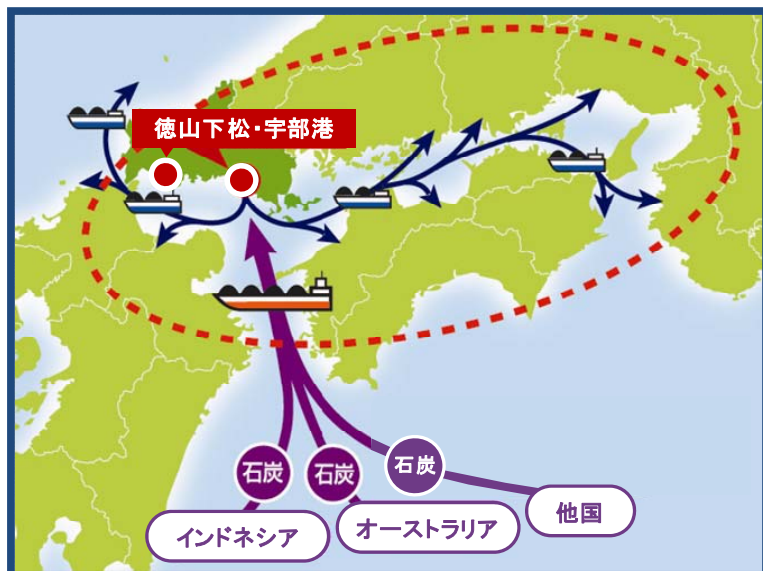 徳山下松・宇部港
石炭
石炭
石炭
インドネシア
オーストラリア
他国